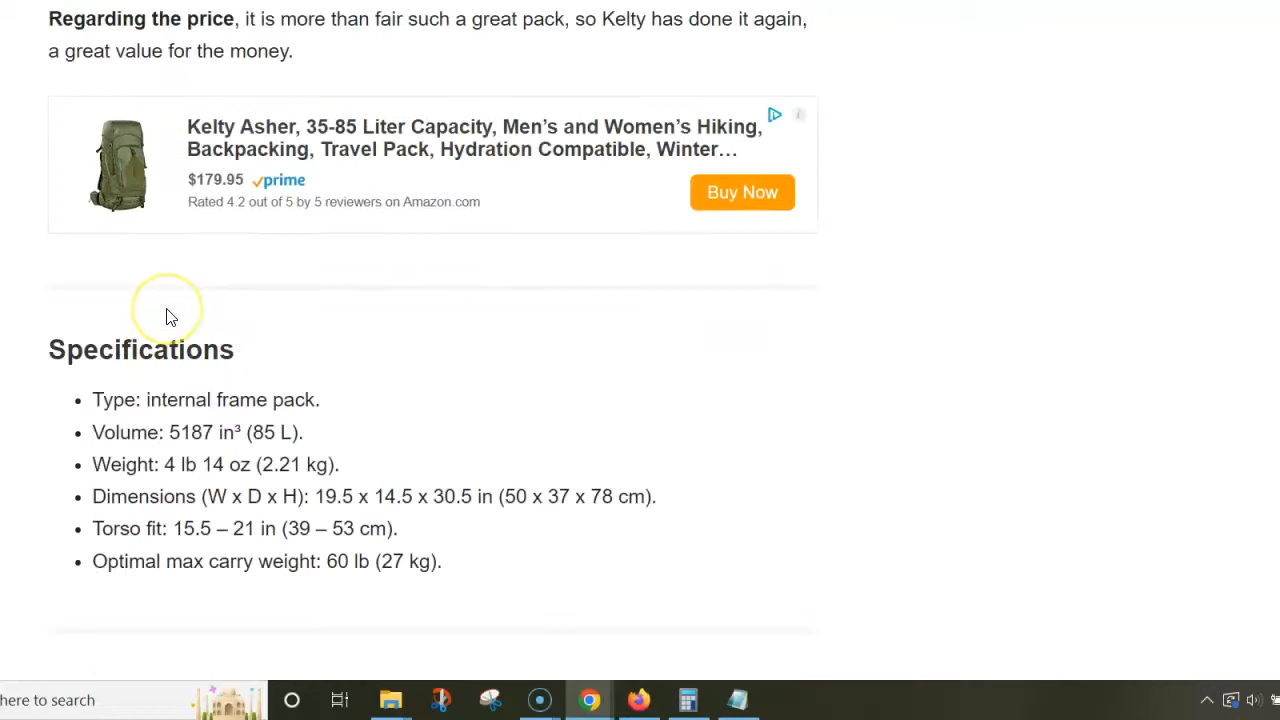 Regarding the price, it is more than fair such a great pack, so Kelty has done it again,
a great value for the money.
Kelty Asher, 35-85 Liter Capacity, Men’s and Women’s Hiking,
Backpacking, Travel Pack, Hydration Compatible, Winter…
$179.95 prime
Rated 4.2 out of 5 by 5 reviewers on Amazon.com
Buy Now
Specifications
Type: internal frame pack.
Volume: 5187 in³ (85 L).
Weight: 4 lb 14 oz (2.21 kg).
Dimensions (W x D x H): 19.5 x 14.5 x 30.5 in (50 x 37 x 78 cm).
Torso fit: 15.5 – 21 in (39 – 53 cm).
Optimal max carry weight: 60 lb (27 kg).
here to search